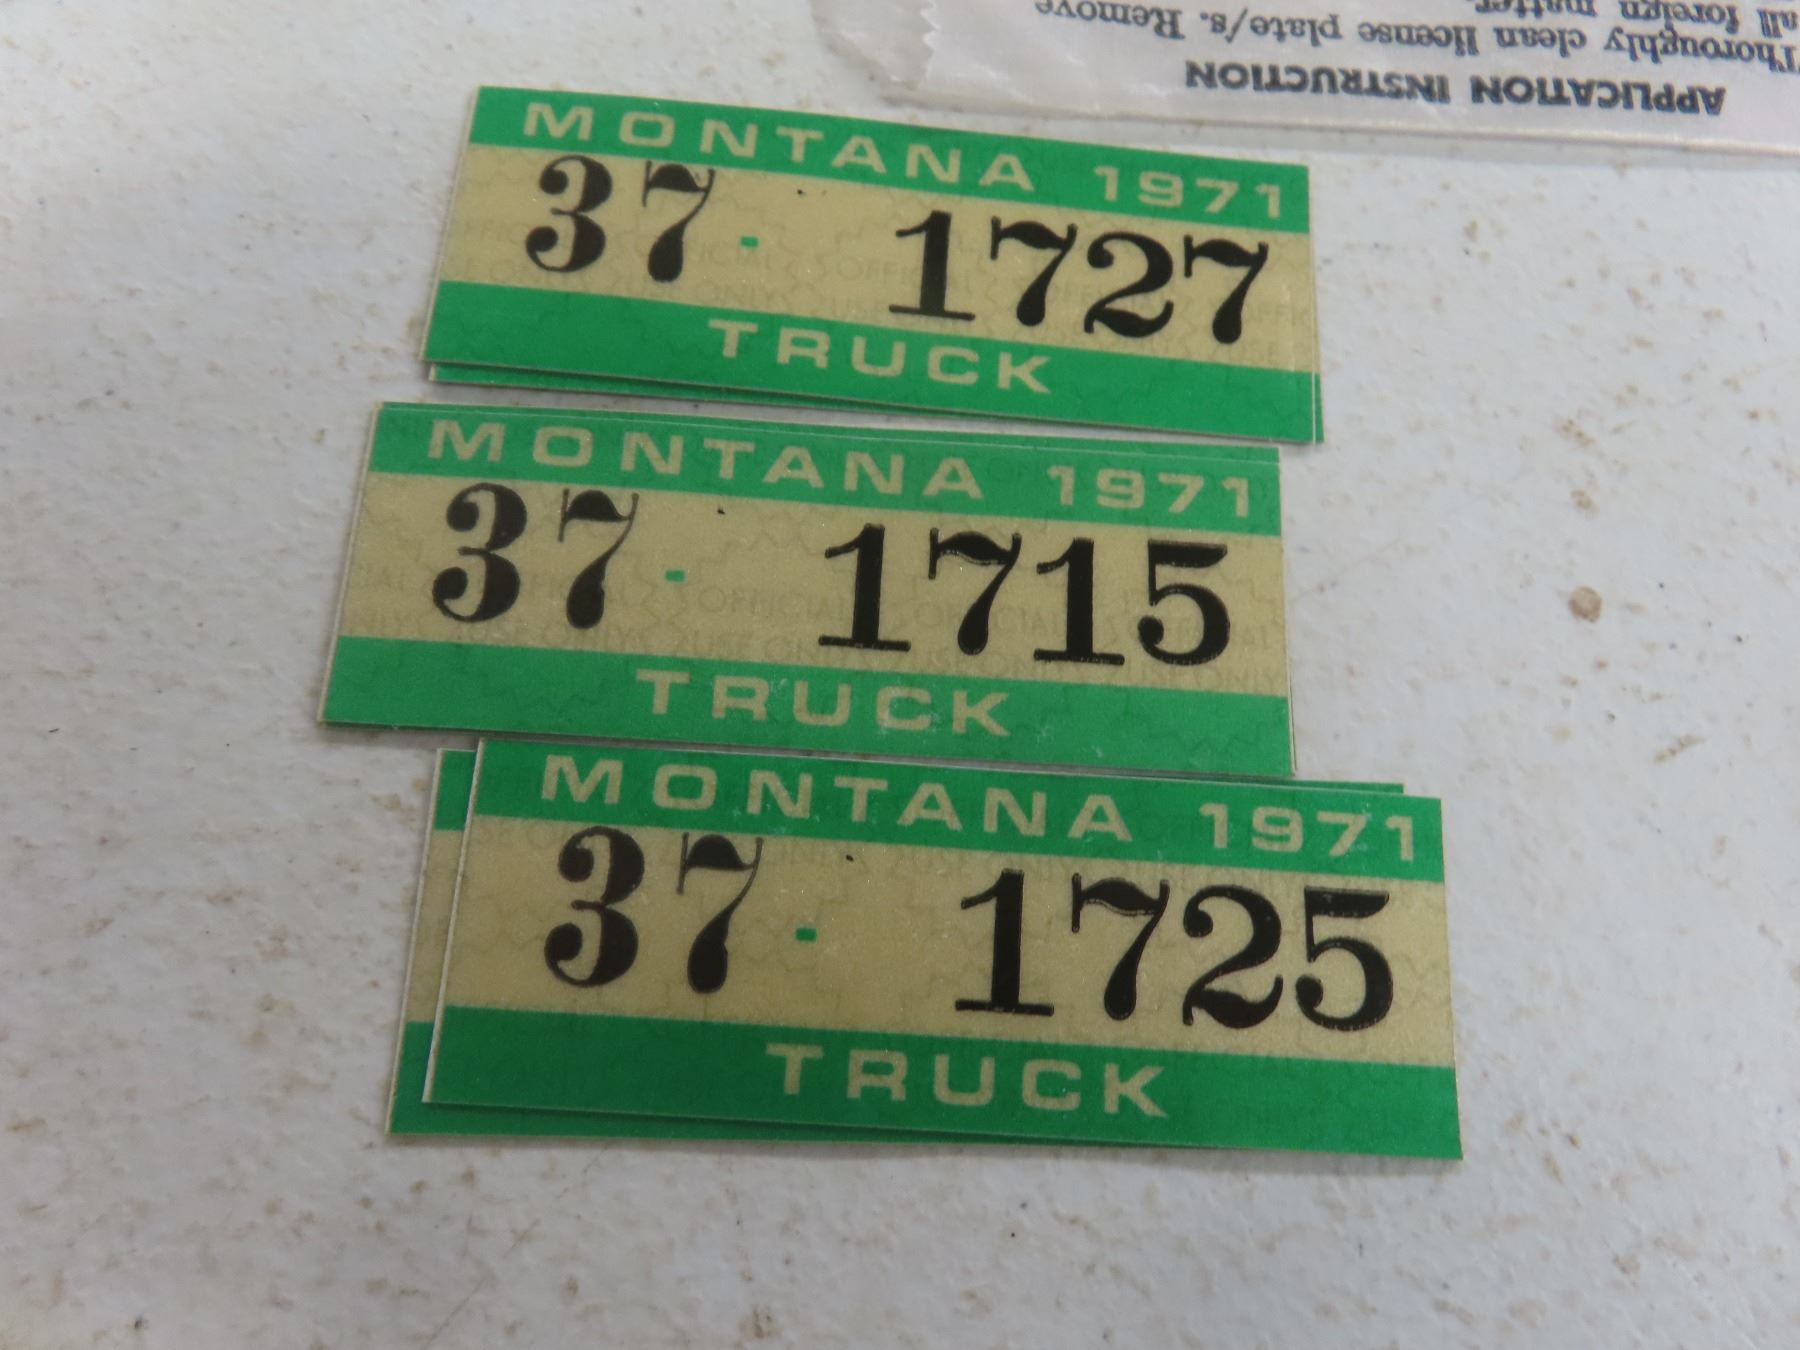 APPLICATION INSTRUCTION
Thoroughly clean license plate/s. Remove
all foreign matter.
MONTANA 1971
37 - 1727
TRUCK
MONTANA 1971
37 - 1715
TRUCK
MONTANA 1971
37 - 1725
TRUCK